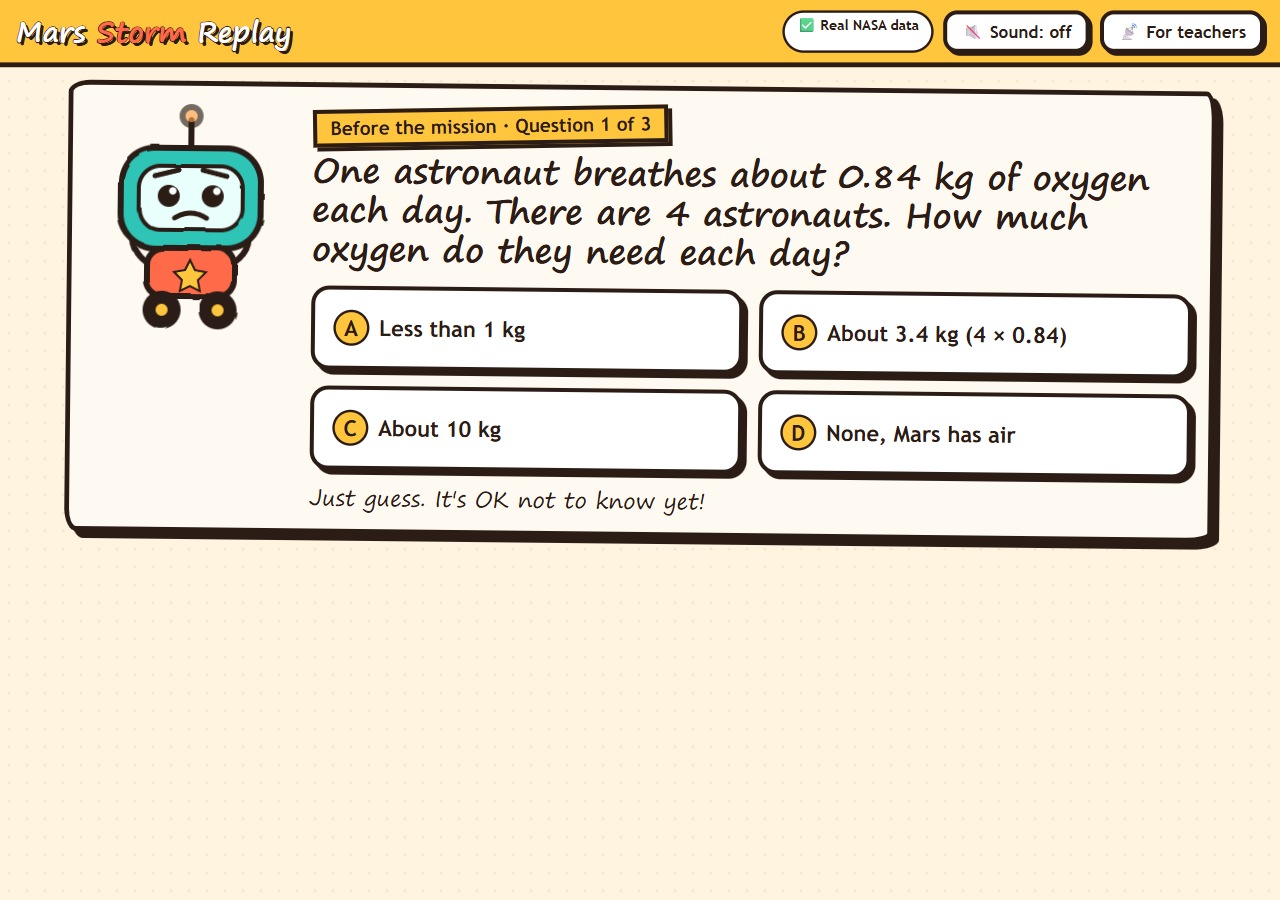 Mars Storm Replay
Real NASA data
Sound: off
For teachers
Before the mission · Question 1 of 3
One astronaut breathes about 0.84 kg of oxygen
each day. There are 4 astronauts. How much
oxygen do they need each day?
A Less than 1 kg
B About 3.4 kg (4 × 0.84)
C About 10 kg
D None, Mars has air
Just guess. It's OK not to know yet!